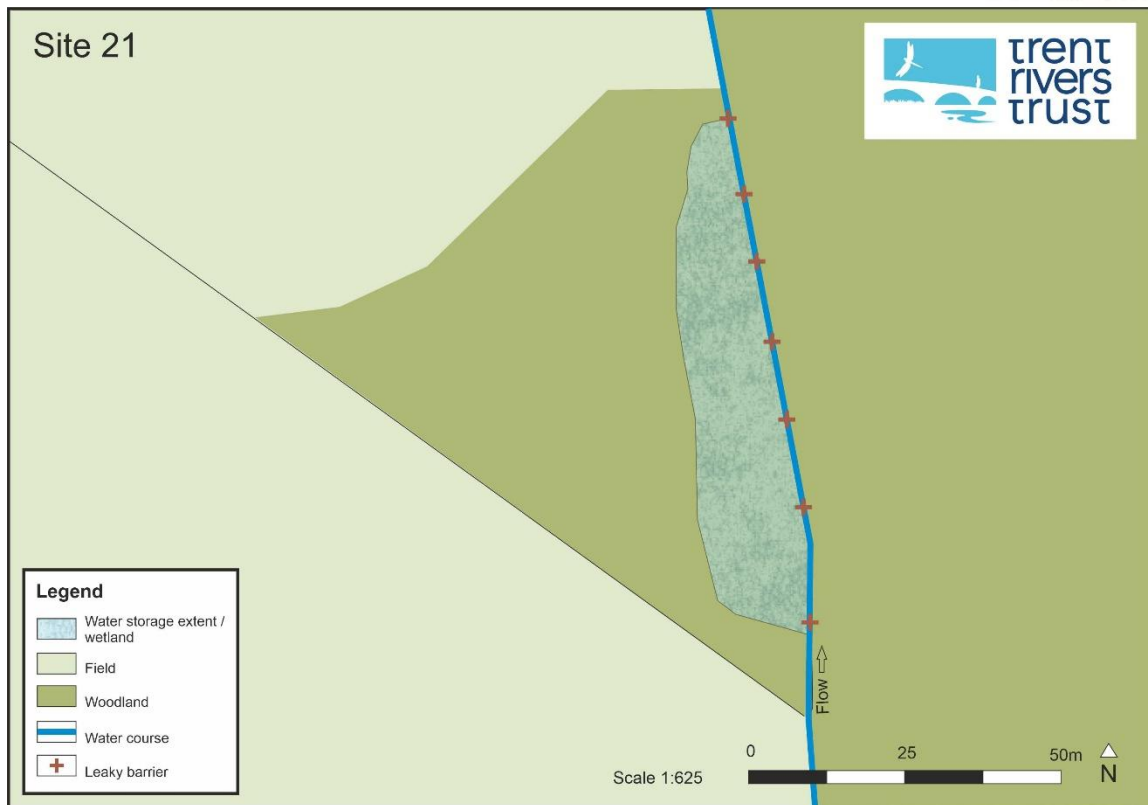 Site 21
trent
rivers
trust
Flow
Legend
Water storage extent /
wetland
Field
Woodland
Water course
Leaky barrier
Scale 1:625
0 25 50m
N